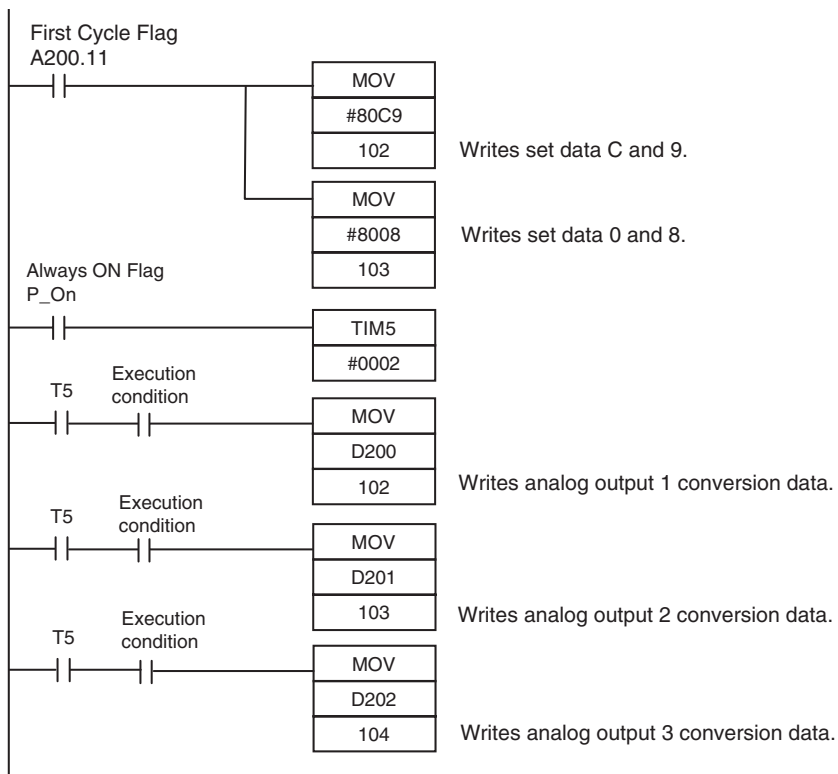 First Cycle Flag
A200.11
MOV
#80C9
102
Writes set data C and 9.
MOV
#8008
103
Writes set data 0 and 8.
Always ON Flag
P_On
TIM5
#0002
T5
Execution
condition
MOV
D200
102
Writes analog output 1 conversion data.
T5
Execution
condition
MOV
D201
103
Writes analog output 2 conversion data.
T5
Execution
condition
MOV
D202
104
Writes analog output 3 conversion data.